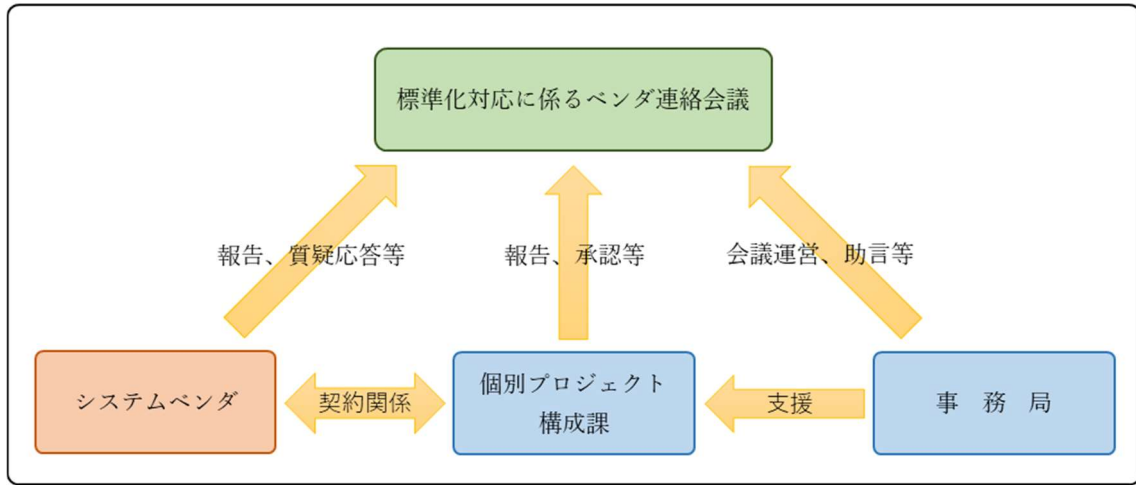 標準化対応に係るベンダ連絡会議
報告、質疑応答等
報告、承認等
会議運営、助言等
システムベンダ
契約関係
個別プロジェクト
構成課
支援
事　務　局